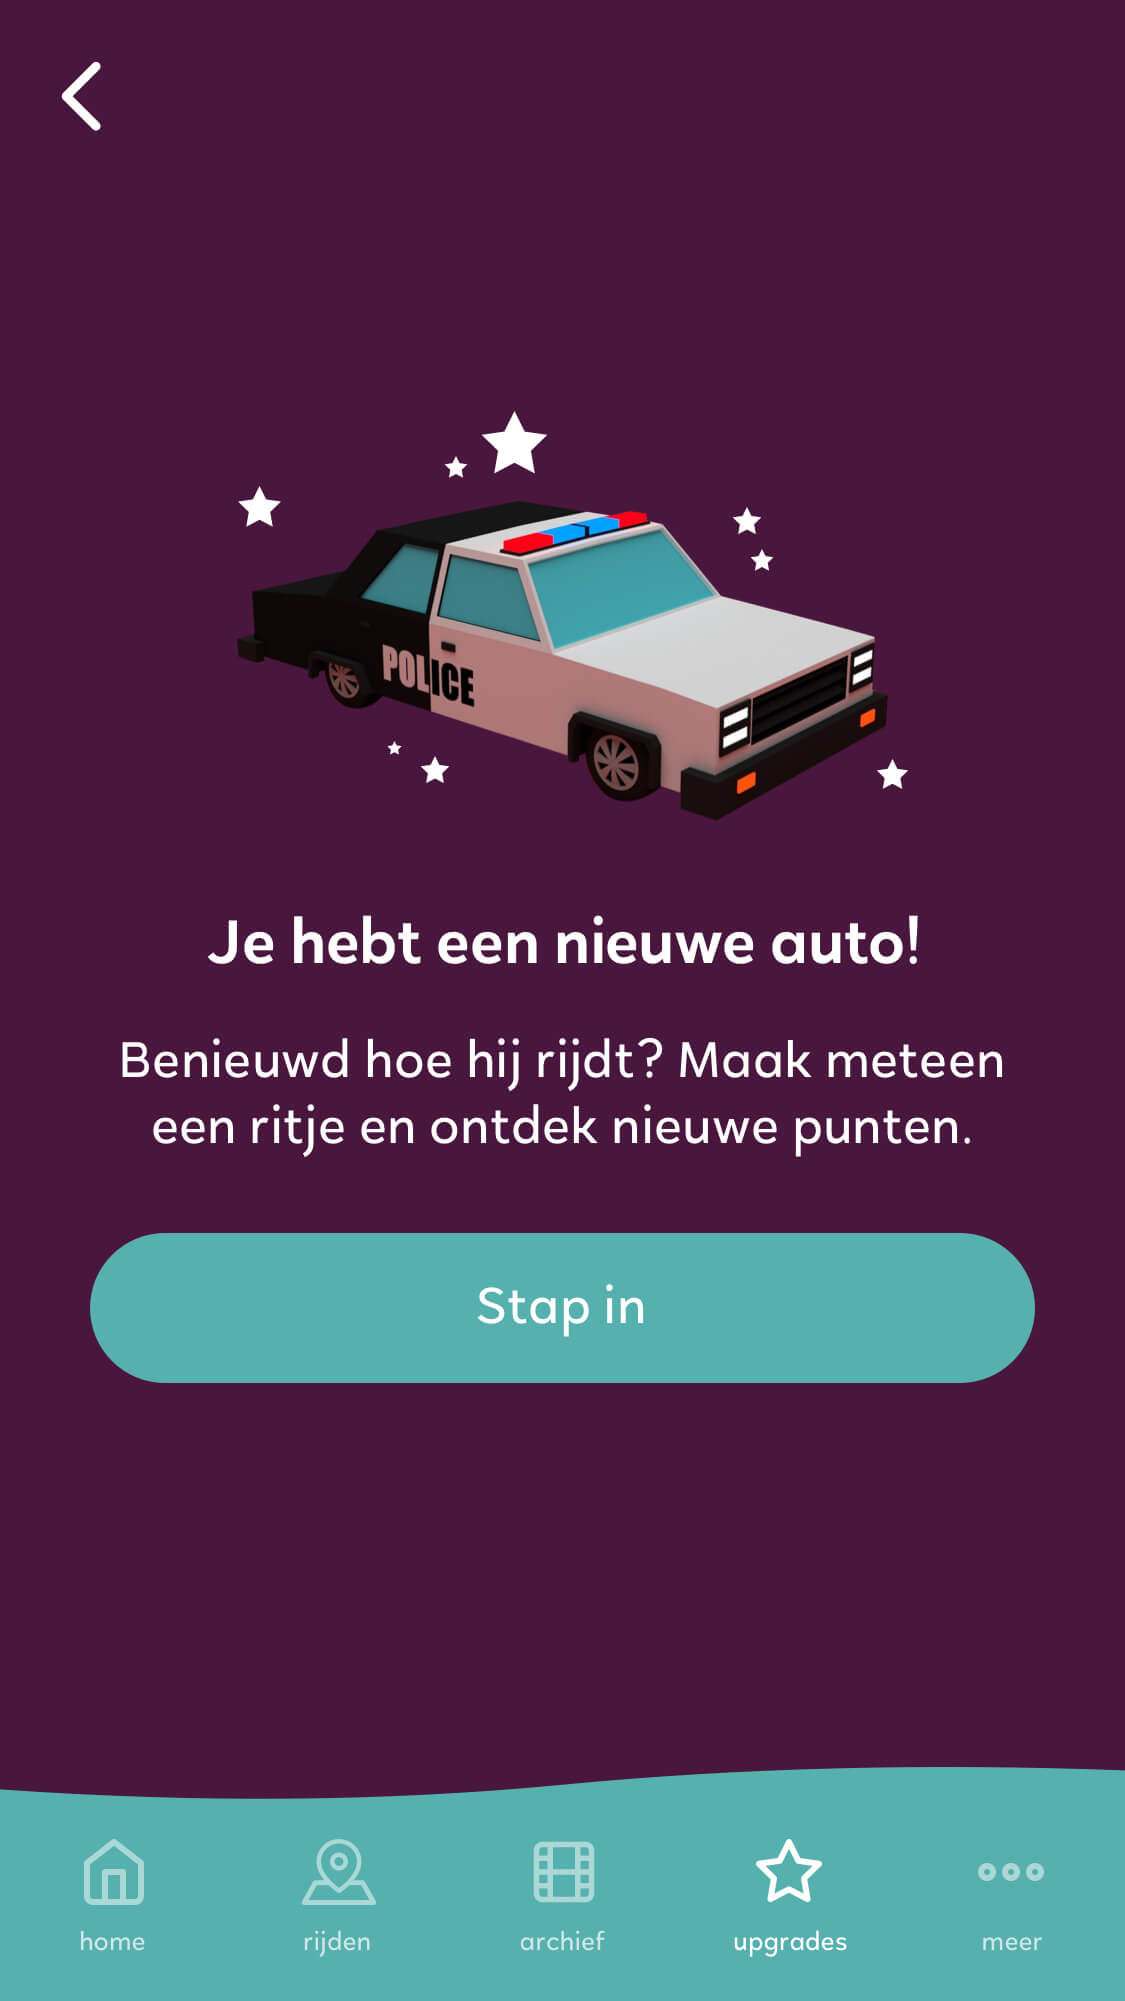 POLICE
Je hebt een nieuwe auto!
Benieuwd hoe hij rijdt? Maak meteen
een ritje en ontdek nieuwe punten.
Stap in
home
rijden
archief
upgrades
meer